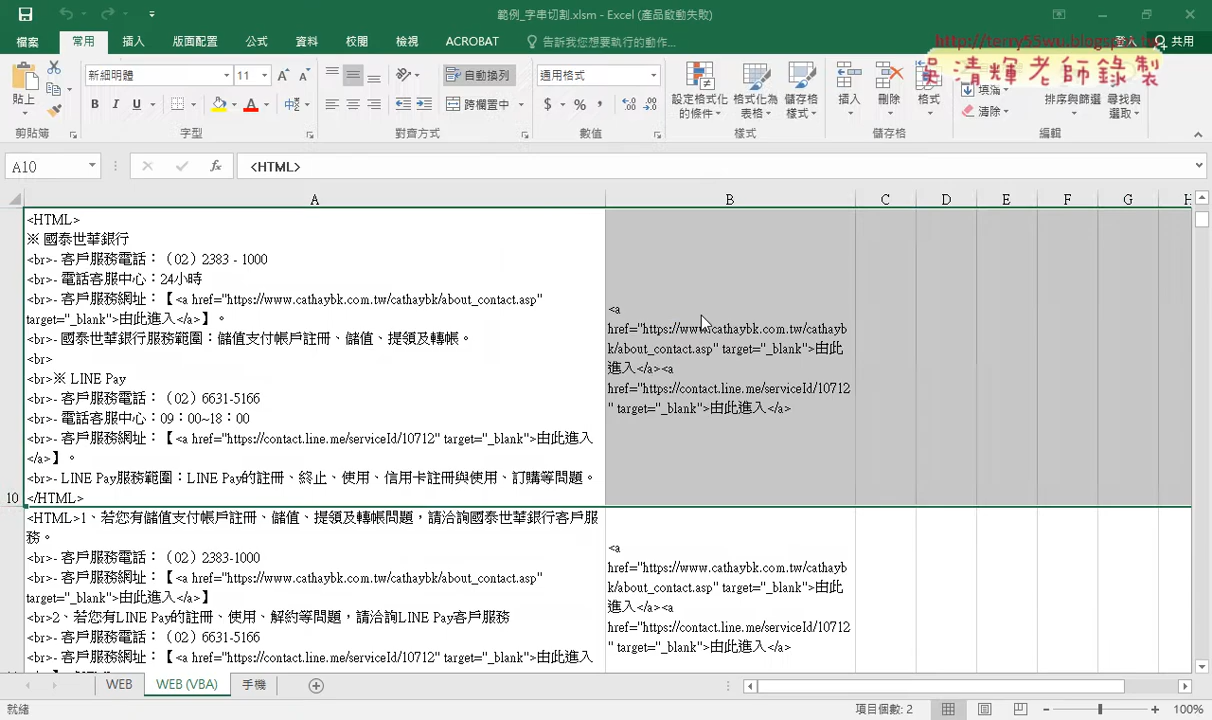 範例_字串切割.xlsm - Excel (產品啟動失敗)
檔案 常用 插入 版面配置 公式 資料 校閱 檢視 ACROBAT 告訴我您想要執行的動作... 登入 共用
http://terry55wu.blogspot.tw
吳清輝老師錄製
新細明體 11 自動換列 通用格式
貼上 B I U 跨欄置中 $ % , 設定格式化的條件 格式化為表格 儲存格樣式 插入 刪除 格式 填滿 清除 排序與篩選 尋找與選取
剪貼簿 字型 對齊方式 數值 樣式 儲存格 編輯
A10 fx <HTML>
A B C D E F G H
<HTML>
※ 國泰世華銀行
<br>- 客戶服務電話：（02）2383 - 1000
<br>- 電話客服中心：24小時
<br>- 客戶服務網址：【<a href="https://www.cathaybk.com.tw/cathaybk/about_contact.asp"
target="_blank">由此進入</a>】。
<br>- 國泰世華銀行服務範圍：儲值支付帳戶註冊、儲值、提領及轉帳。
<br>
<br>※ LINE Pay
<br>- 客戶服務電話：（02）6631-5166
<br>- 電話客服中心：09：00~18：00
<br>- 客戶服務網址：【<a href="https://contact.line.me/serviceId/10712" target="_blank">由此進入
</a>】。
<br>- LINE Pay服務範圍：LINE Pay的註冊、終止、使用、信用卡註冊與使用、訂購等問題。
10 </HTML>
<a
href="https://www.cathaybk.com.tw/cathayb
k/about_contact.asp" target="_blank">由此
進入</a><a
href="https://contact.line.me/serviceId/10712
" target="_blank">由此進入</a>
<HTML>1、若您有儲值支付帳戶註冊、儲值、提領及轉帳問題，請洽詢國泰世華銀行客戶服
務。
<br>- 客戶服務電話：（02）2383-1000
<br>- 客戶服務網址：【<a href="https://www.cathaybk.com.tw/cathaybk/about_contact.asp"
target="_blank">由此進入</a>】
<br>2、若您有LINE Pay的註冊、使用、解約等問題，請洽詢LINE Pay客戶服務
<br>- 客戶服務電話：（02）6631-5166
<br>- 客戶服務網址：【<a href="https://contact.line.me/serviceId/10712" target="_blank">由此進入
<a
href="https://www.cathaybk.com.tw/cathayb
k/about_contact.asp" target="_blank">由此
進入</a><a
href="https://contact.line.me/serviceId/10712
" target="_blank">由此進入</a>
WEB WEB (VBA) 手機
就緒 項目個數: 2 100%